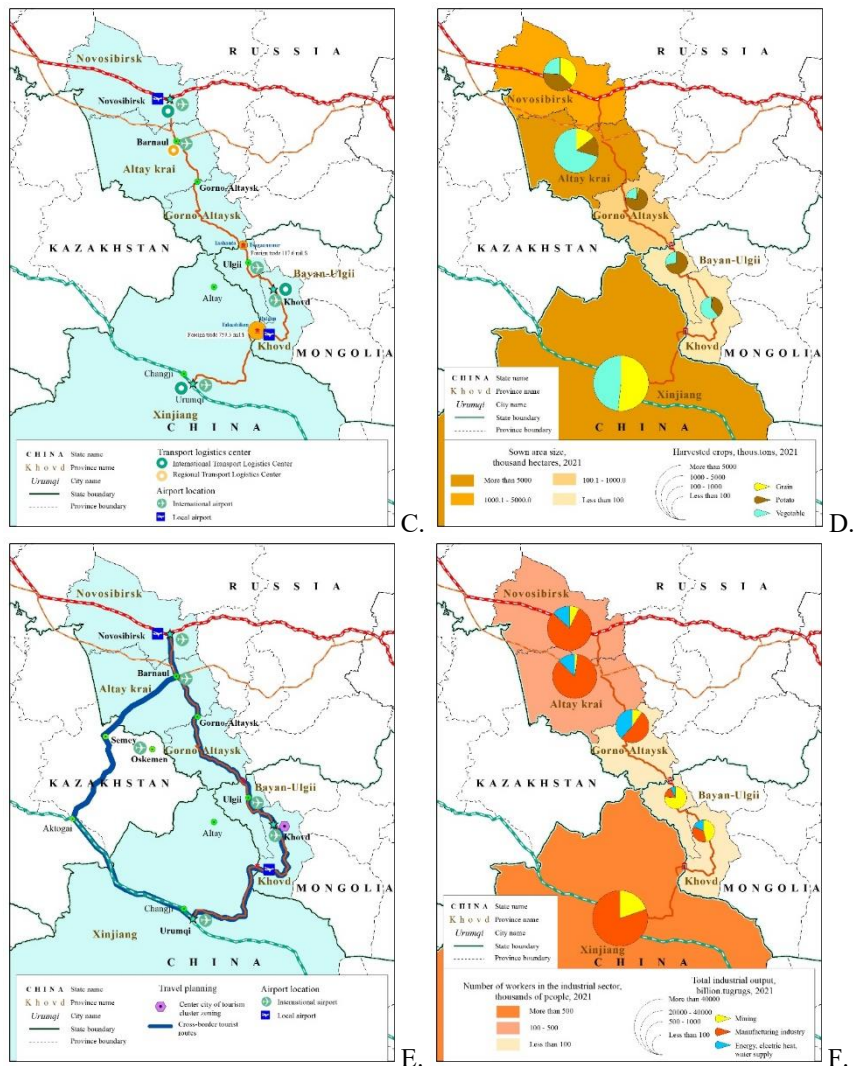 R U S S I A
Novosibirsk
Novosibirsk
Barnaul
Altay krai
Gorno-Altaysk
Gorno Altaysk
KAZAKHSTAN
Foreign trade 117.6 mil $
Ulgii
Bayan-Ulgii
Altay
Khovd
Foreign trade 759.5 mil $
Khovd
MONGOLIA
Changji
Urumqi
Xinjiang
C H I N A
CHINA State name
Khovd Province name
Urumqi City name
State boundary
Province boundary
Transport logistics center
International Transport Logistics Center
Regional Transport Logistics Center
Airport location
International airport
Local airport
C.
R U S S I A
Novosibirsk
Altay krai
Gorno Altaysk
KAZAKHSTAN
Bayan-Ulgii
Khovd
MONGOLIA
Xinjiang
C H I N A
CHINA State name
Khovd Province name
Urumqi City name
State boundary
Province boundary
Sown area size,
thousand hectares, 2021
More than 5000
1000.1 - 5000.0
100.1 - 1000.0
Less than 100
Harvested crops, thous.tons, 2021
More than 5000
1000 - 5000
100 - 1000
Less than 100
Grain
Potato
Vegetable
D.
R U S S I A
Novosibirsk
Novosibirsk
Barnaul
Altay krai
Gorno-Altaysk
Semey
Gorno Altaysk
Oskemen
KAZAKHSTAN
Bayan-Ulgii
Ulgii
Aktogai
Altay
Khovd
Khovd
MONGOLIA
Changji
Xinjiang
Urumqi
C H I N A
CHINA State name
Khovd Province name
Urumqi City name
State boundary
Province boundary
Travel planning
Center city of tourism
cluster zoning
Cross-border tourist
routes
Airport location
International airport
Local airport
E.
R U S S I A
Novosibirsk
Altay krai
Gorno Altaysk
KAZAKHSTAN
Bayan-Ulgii
Khovd
MONGOLIA
Xinjiang
C H I N A
CHINA State name
Khovd Province name
Urumqi City name
State boundary
Province boundary
Number of workers in the industrial sector,
thousands of people, 2021
More than 500
100 - 500
Less than 100
Total industrial output,
billion.tugrugs, 2021
More than 40000
20000 - 40000
500 - 1000
Less than 100
Mining
Manufacturing industry
Energy, electric heat,
water supply
F.